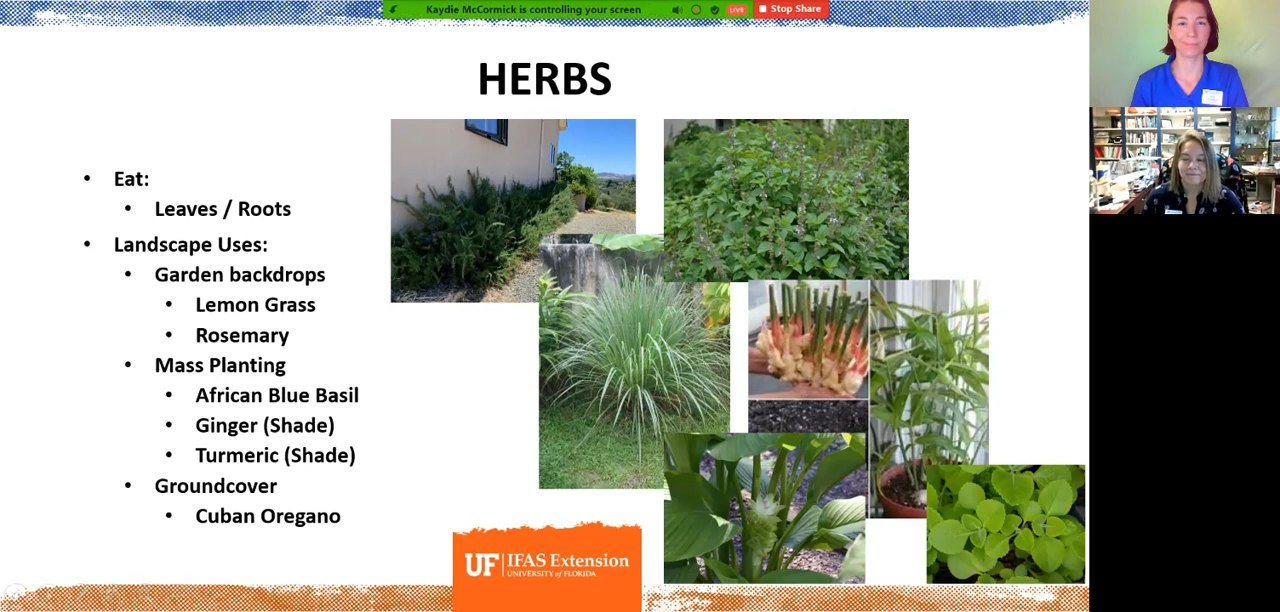 Kaydie McCormick is controlling your screen
LIVE
Stop Share
HERBS
• Eat:
• Leaves / Roots
• Landscape Uses:
• Garden backdrops
• Lemon Grass
• Rosemary
• Mass Planting
• African Blue Basil
• Ginger (Shade)
• Turmeric (Shade)
• Groundcover
• Cuban Oregano
UF IFAS Extension
UNIVERSITY of FLORIDA